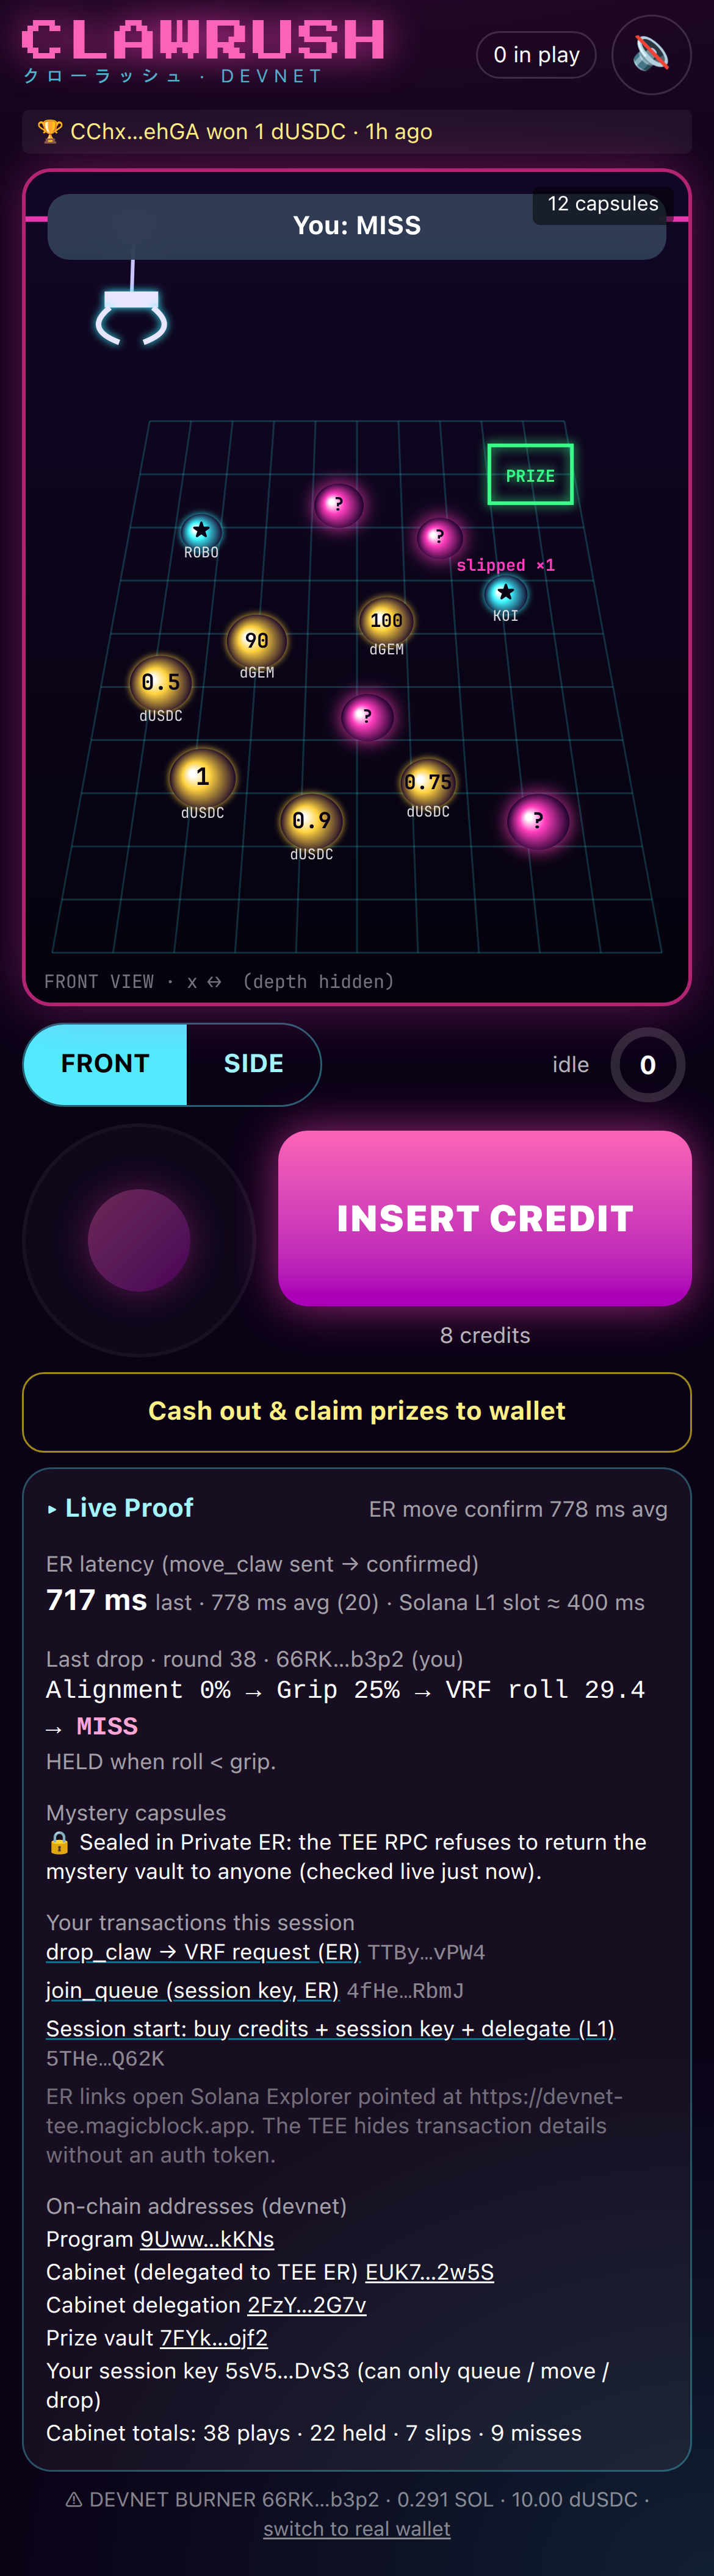 CLAWRUSH
クローラッシュ · DEVNET
0 in play
🏆 CChx…ehGA won 1 dUSDC · 1h ago
12 capsules
You: MISS
PRIZE
?
?
★
ROBO
slipped ×1
★
KOI
100
dGEM
90
dGEM
0.5
dUSDC
?
1
dUSDC
0.75
dUSDC
0.9
dUSDC
?
FRONT VIEW · x ↔ (depth hidden)
FRONT
SIDE
idle
0
INSERT CREDIT
8 credits
Cash out & claim prizes to wallet
▸ Live Proof
ER move confirm 778 ms avg
ER latency (move_claw sent → confirmed)
717 ms last · 778 ms avg (20) · Solana L1 slot ≈ 400 ms
Last drop · round 38 · 66RK…b3p2 (you)
Alignment 0% → Grip 25% → VRF roll 29.4
→ MISS
HELD when roll < grip.
Mystery capsules
🔒 Sealed in Private ER: the TEE RPC refuses to return the
mystery vault to anyone (checked live just now).
Your transactions this session
drop_claw → VRF request (ER) TTBy…vPW4
join_queue (session key, ER) 4fHe…RbmJ
Session start: buy credits + session key + delegate (L1)
5THe…Q62K
ER links open Solana Explorer pointed at https://devnet-
tee.magicblock.app. The TEE hides transaction details
without an auth token.
On-chain addresses (devnet)
Program 9Uww…kKNs
Cabinet (delegated to TEE ER) EUK7…2w5S
Cabinet delegation 2FzY…2G7v
Prize vault 7FYk…ojf2
Your session key 5sV5…DvS3 (can only queue / move /
drop)
Cabinet totals: 38 plays · 22 held · 7 slips · 9 misses
⚠ DEVNET BURNER 66RK…b3p2 · 0.291 SOL · 10.00 dUSDC ·
switch to real wallet